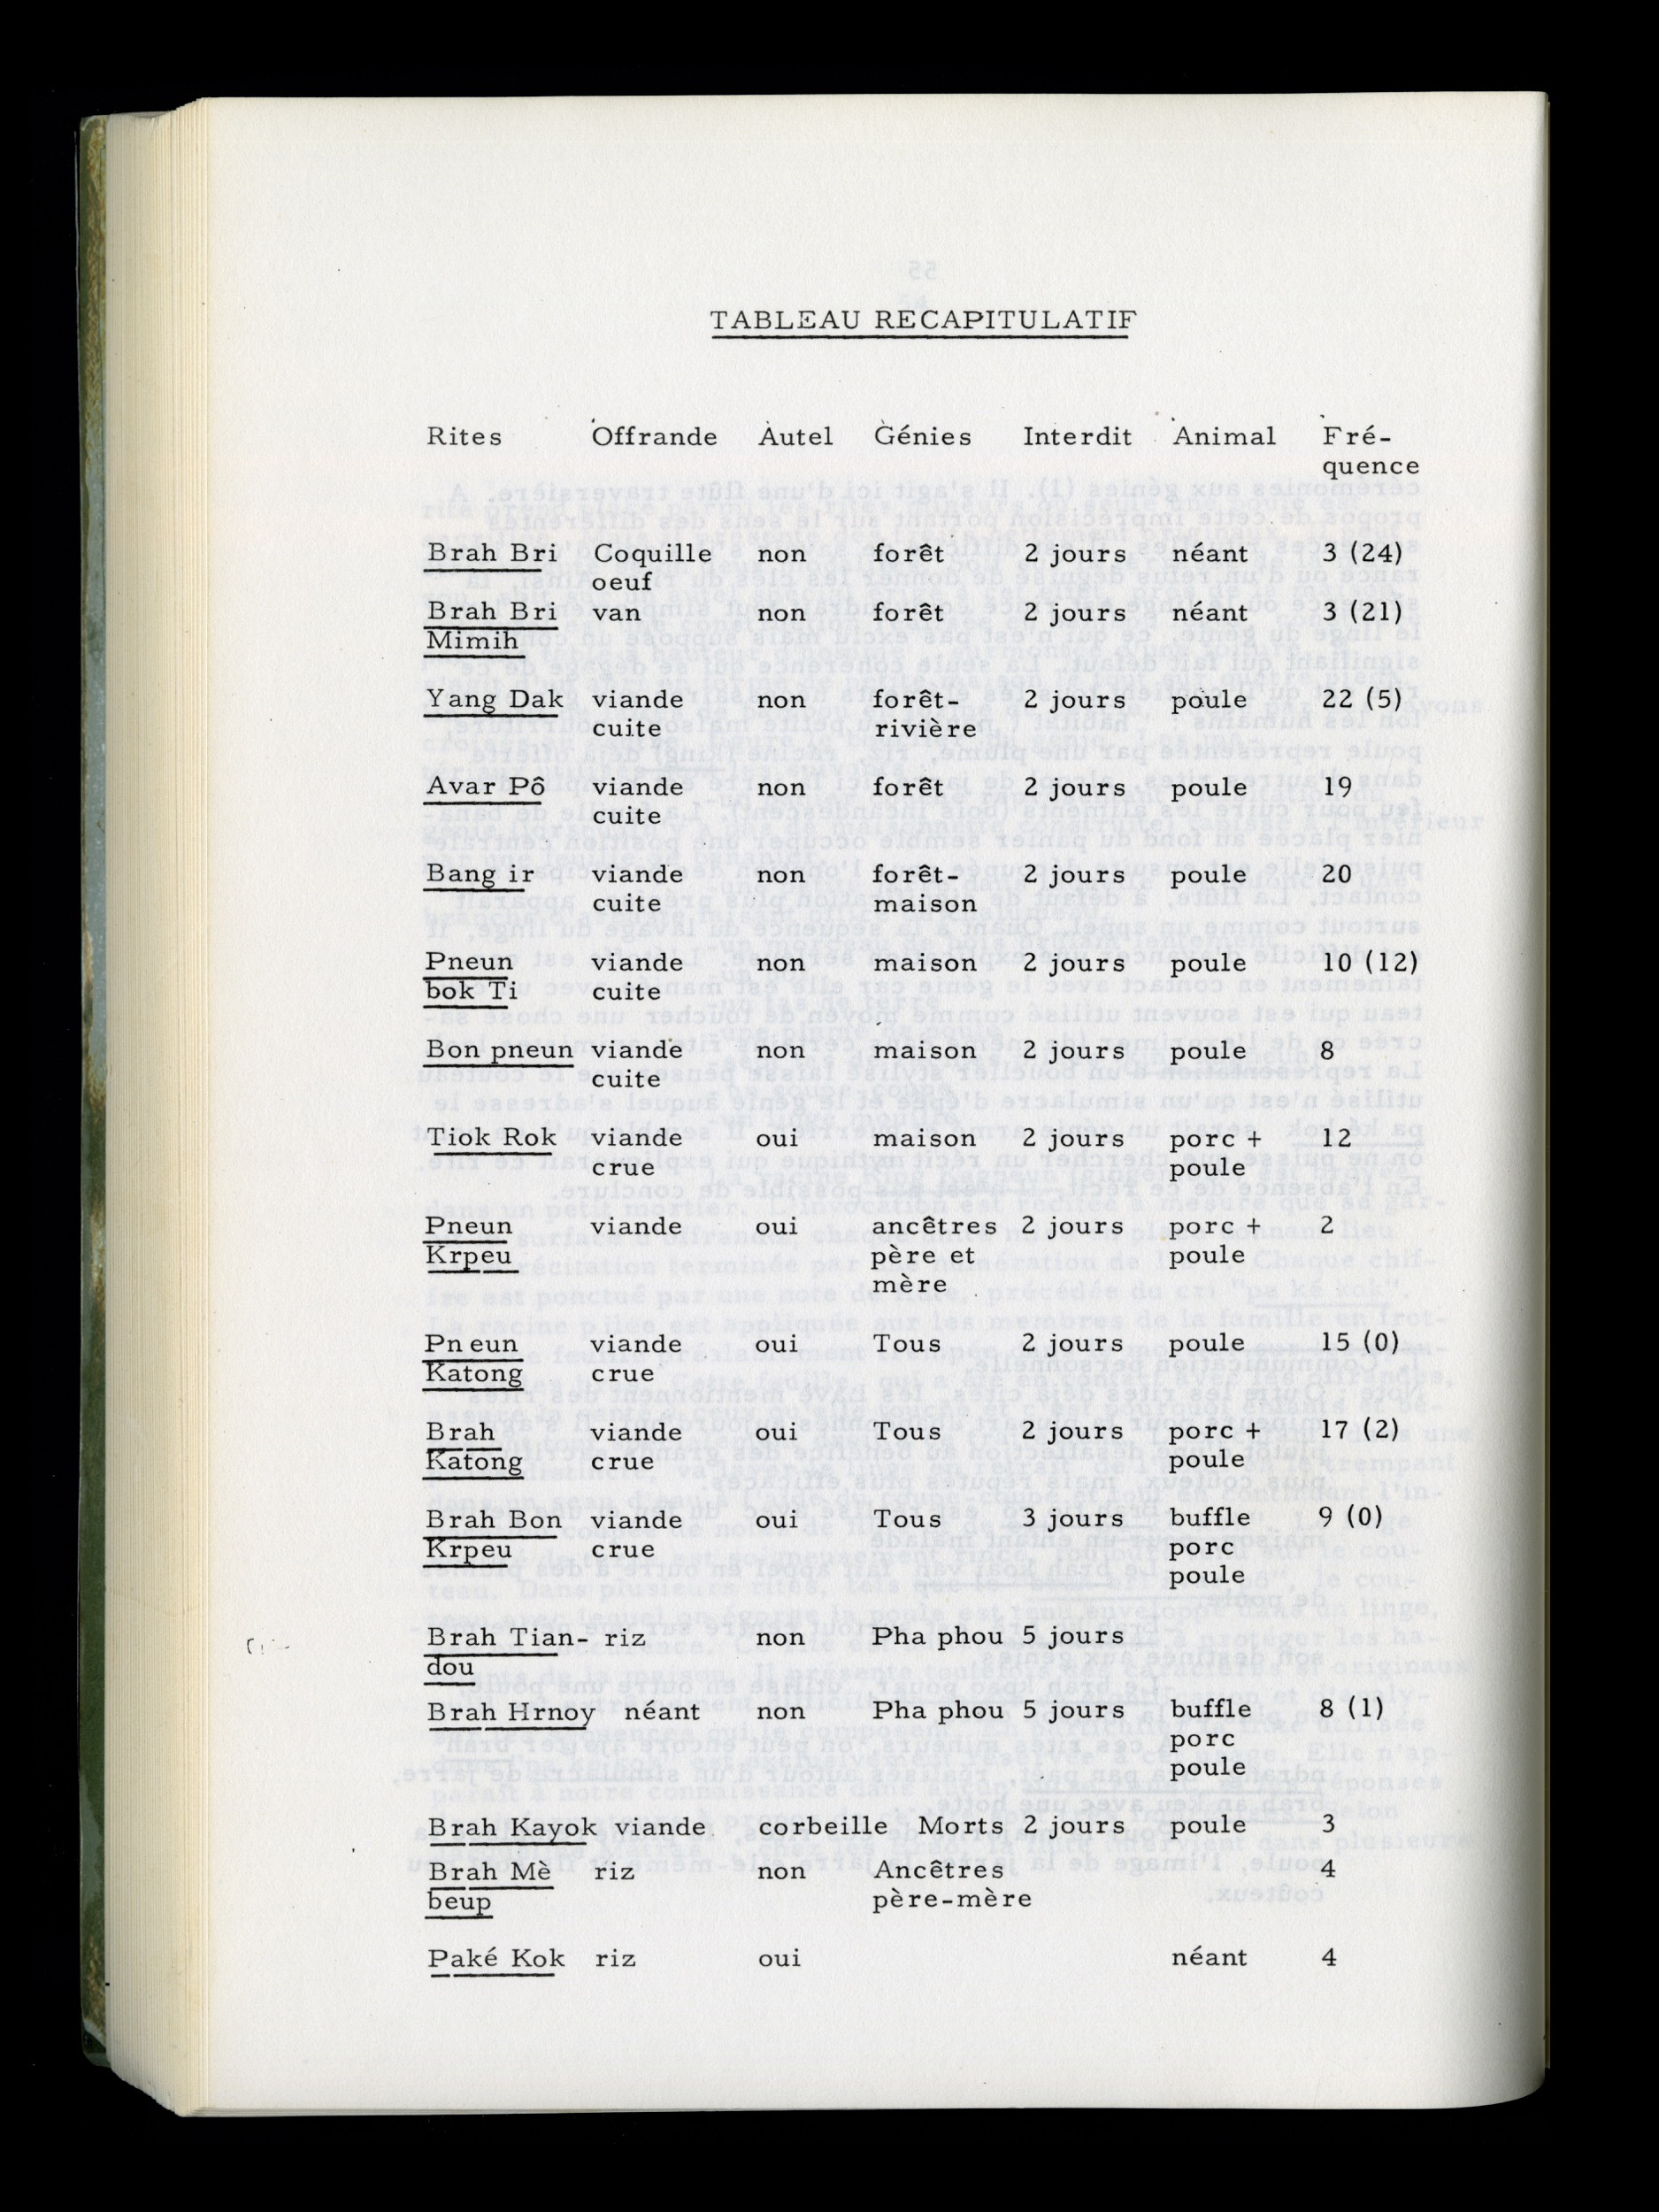 TABLEAU RECAPITULATIF
Rites Offrande Autel Génies Interdit Animal Fré-
quence
Brah Bri Coquille non forêt 2 jours néant 3 (24)
oeuf
Brah Bri van non forêt 2 jours néant 3 (21)
Mimih
Yang Dak viande non forêt- 2 jours poule 22 (5)
cuite rivière
Avar Pô viande non forêt 2 jours poule 19
cuite
Bang ir viande non forêt- 2 jours poule 20
cuite maison
Pneun viande non maison 2 jours poule 10 (12)
bok Ti cuite
Bon pneun viande non maison 2 jours poule 8
cuite
Tiok Rok viande oui maison 2 jours porc + 12
crue poule
Pneun viande oui ancêtres 2 jours porc + 2
Krpeu père et poule
mère
Pneun viande oui Tous 2 jours poule 15 (0)
Katong crue
Brah viande oui Tous 2 jours porc + 17 (2)
Katong crue poule
Brah Bon viande oui Tous 3 jours buffle 9 (0)
Krpeu crue porc
poule
Brah Tian- riz non Pha phou 5 jours
dou
Brah Hrnoy néant non Pha phou 5 jours buffle 8 (1)
porc
poule
Brah Kayok viande corbeille Morts 2 jours poule 3
Brah Mè riz non Ancêtres 4
beup père-mère
Paké Kok riz oui néant 4